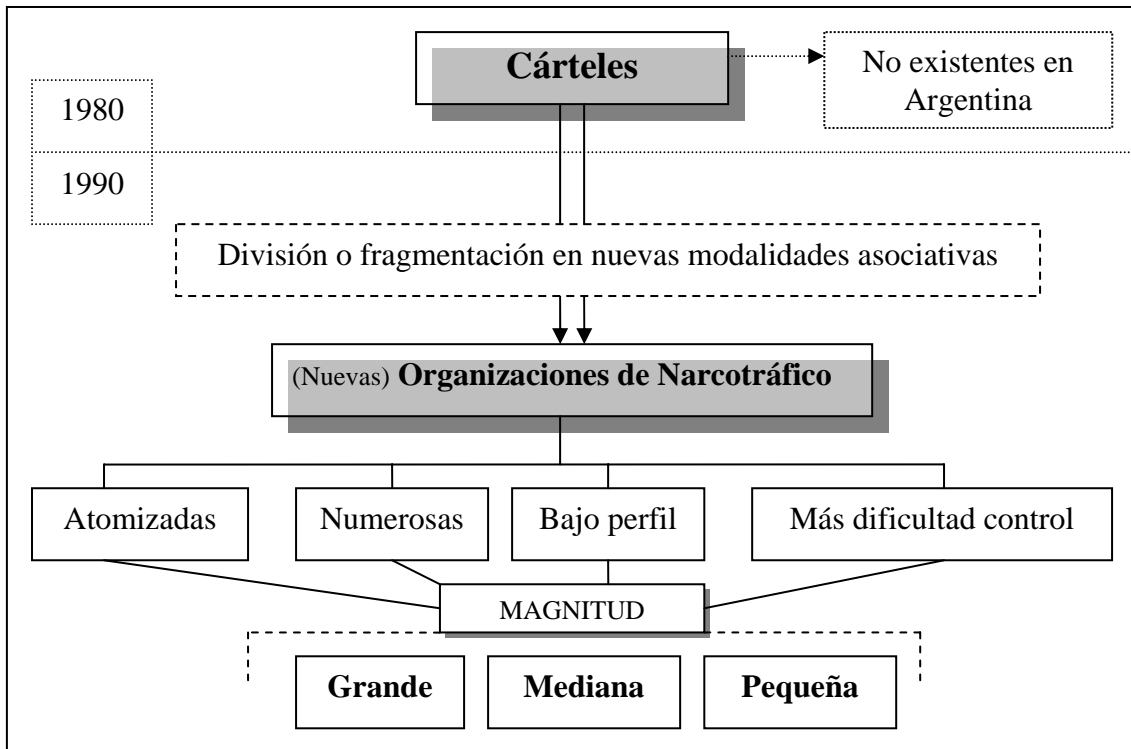 Cárteles
No existentes en
Argentina
1980
1990
División o fragmentación en nuevas modalidades asociativas
(Nuevas) Organizaciones de Narcotráfico
Atomizadas
Numerosas
Bajo perfil
Más dificultad control
MAGNITUD
Grande
Mediana
Pequeña